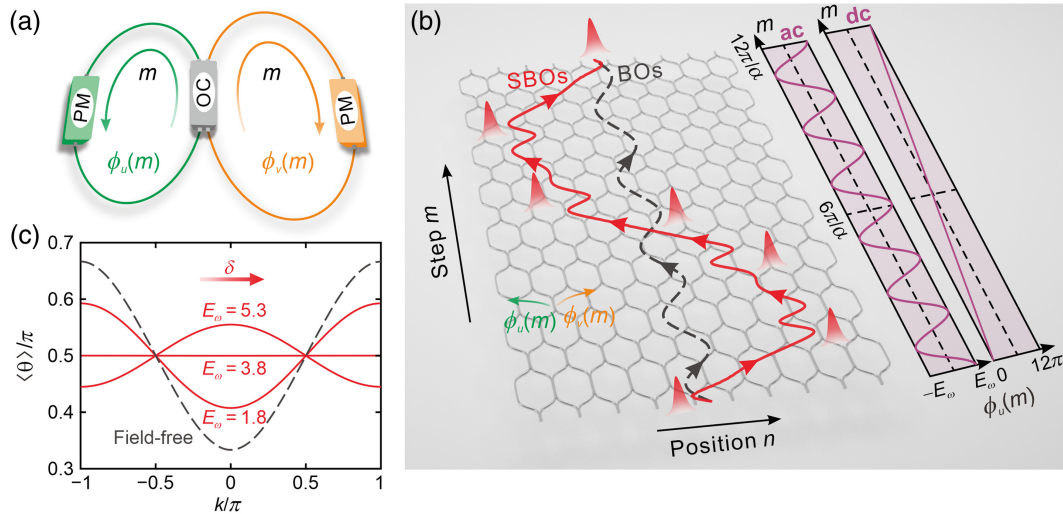 (a)
m
m
PM
OC
PM
ϕu(m)
ϕv(m)
(b)
SBOs
BOs
Step m
ϕu(m)
ϕv(m)
Position n
m
ac
m
dc
12π/α
6π/α
−Eω
Eω
0
12π
ϕu(m)
(c)
0.7
0.6
0.5
0.4
0.3
⟨θ⟩/π
δ
Eω = 5.3
Eω = 3.8
Eω = 1.8
Field-free
−1
−0.5
0
0.5
1
k/π